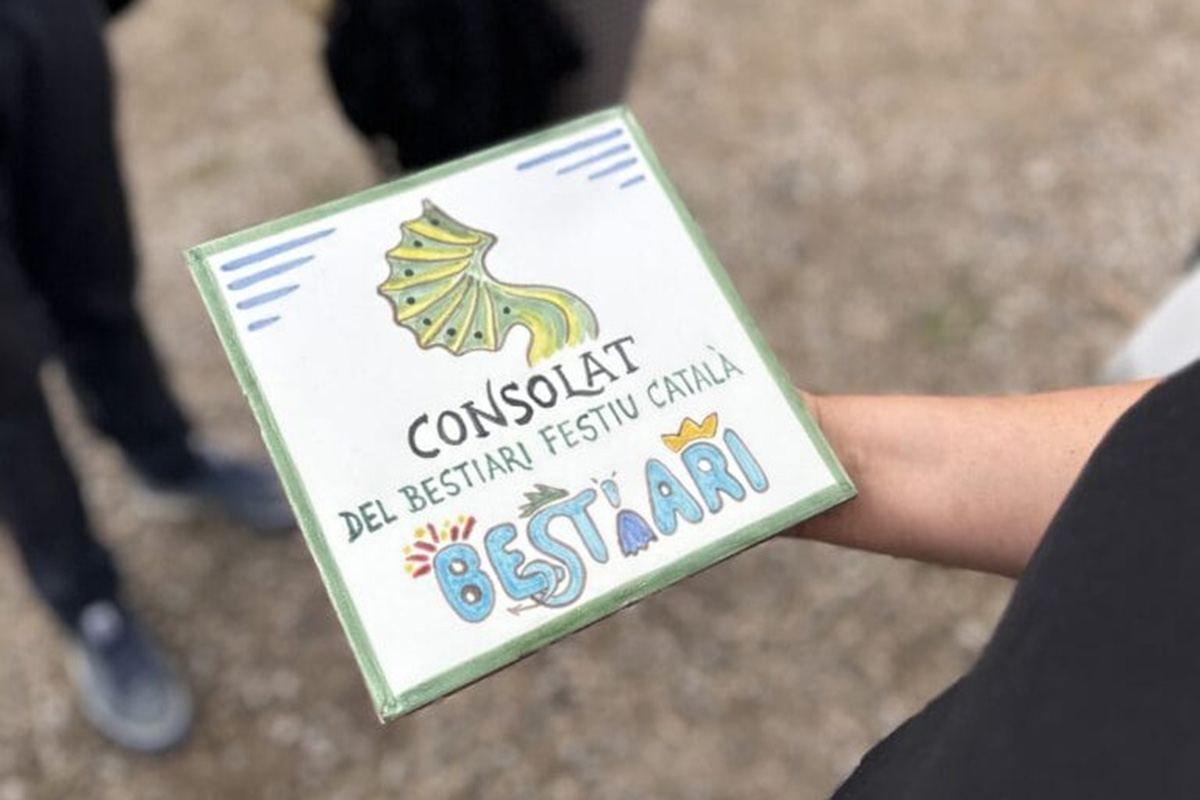 CONSOLAT
DEL BESTIARI FESTIU CATALÀ
BESTIARI